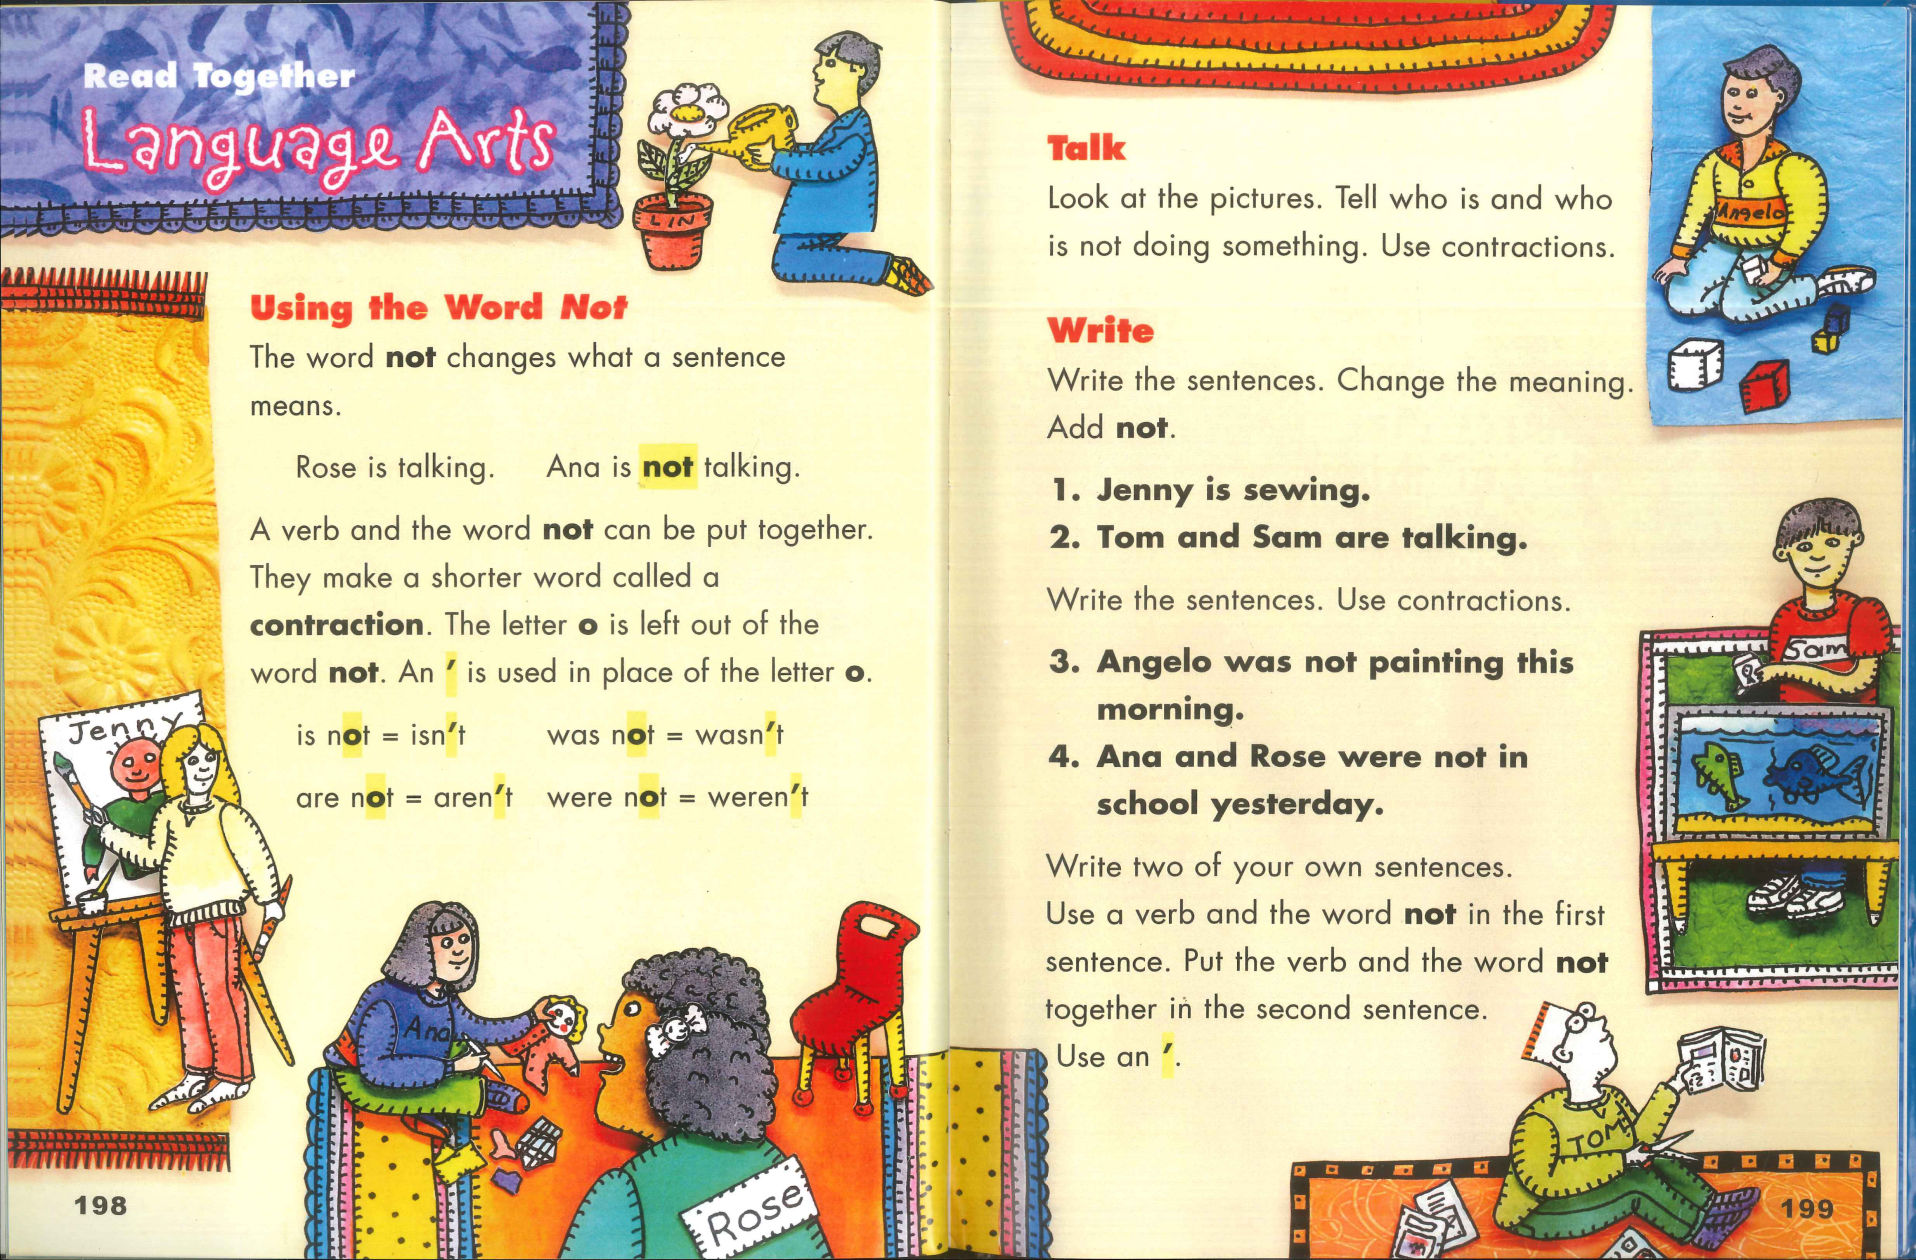 Read Together
Language Arts
LIN
Using the Word Not
The word not changes what a sentence
means.
Rose is talking. Ana is not talking.
A verb and the word not can be put together.
They make a shorter word called a
contraction. The letter o is left out of the
word not. An ' is used in place of the letter o.
is not = isn't was not = wasn't
are not = aren't were not = weren't
Jenny
Ana
Rose
198
Talk
Look at the pictures. Tell who is and who
is not doing something. Use contractions.
Angelo
Write
Write the sentences. Change the meaning.
Add not.
1. Jenny is sewing.
2. Tom and Sam are talking.
Write the sentences. Use contractions.
3. Angelo was not painting this
morning.
4. Ana and Rose were not in
school yesterday.
Sam
Write two of your own sentences.
Use a verb and the word not in the first
sentence. Put the verb and the word not
together in the second sentence.
Use an '.
TOM
199